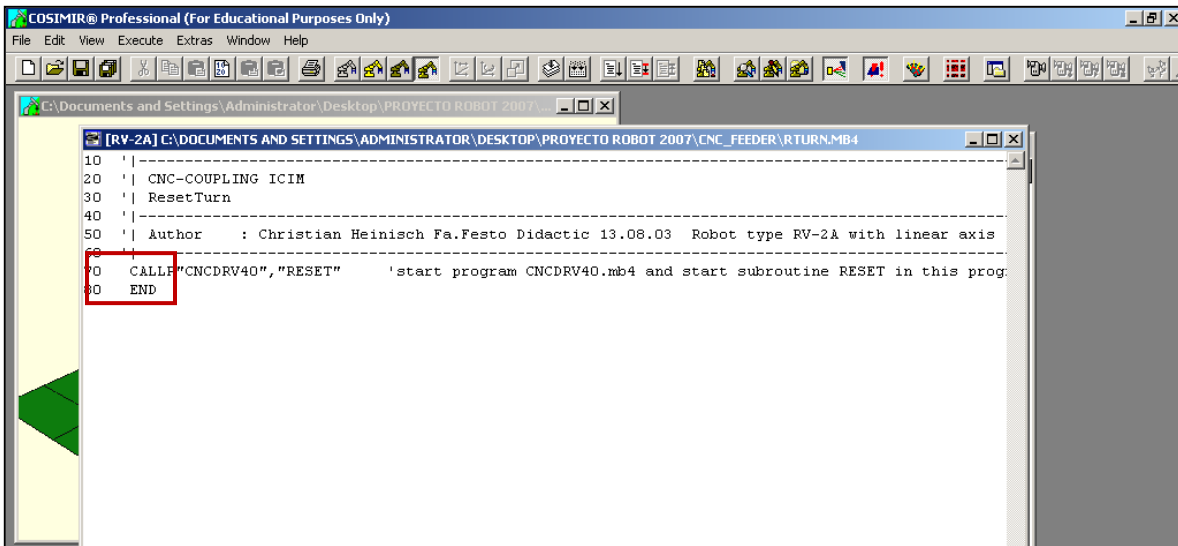 COSIMIR® Professional (For Educational Purposes Only)
File Edit View Execute Extras Window Help
C:\Documents and Settings\Administrator\Desktop\PROYECTO ROBOT 2007\...
[RV-2A] C:\DOCUMENTS AND SETTINGS\ADMINISTRATOR\DESKTOP\PROYECTO ROBOT 2007\CNC_FEEDER\RTURN.MB4
10 '|------------------------------------------------------------
20 '| CNC-COUPLING ICIM
30 '| ResetTurn
40 '|------------------------------------------------------------
50 '| Author : Christian Heinisch Fa.Festo Didactic 13.08.03 Robot type RV-2A with linear axis
60 '|------------------------------------------------------------
70 CALLP"CNCDRV40","RESET" 'start program CNCDRV40.mb4 and start subroutine RESET in this prog
80 END